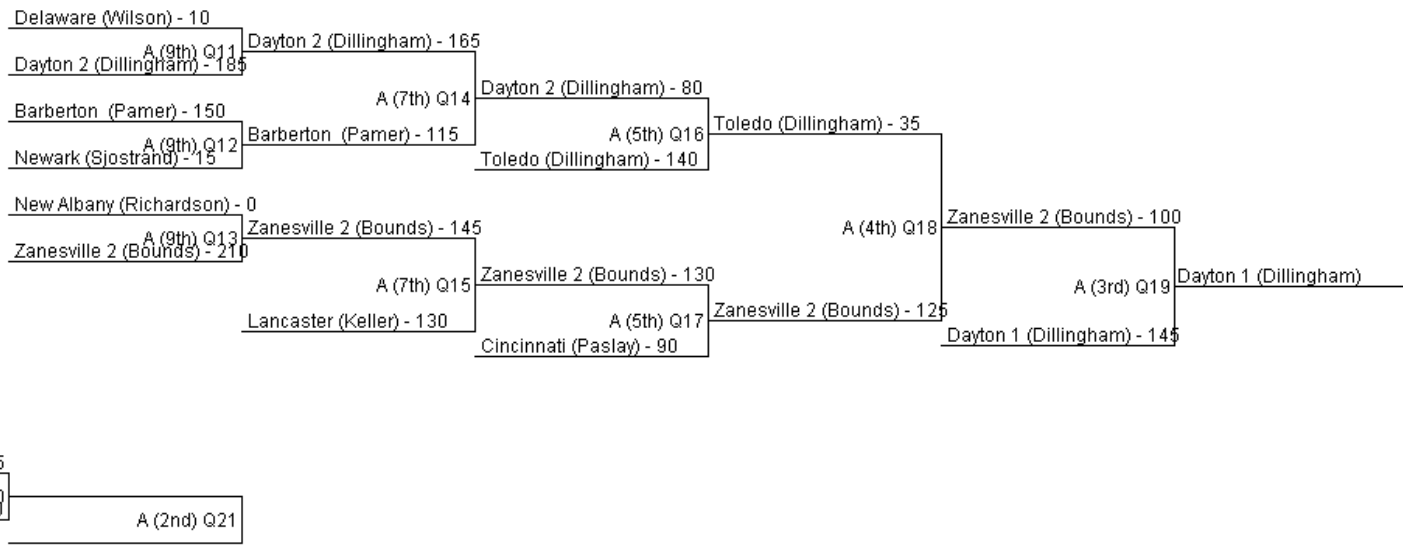 Delaware (Wilson) - 10
A (9th) Q11
Dayton 2 (Dillingham) - 185
Dayton 2 (Dillingham) - 165
A (7th) Q14
Barberton (Pamer) - 150
A (9th) Q12
Newark (Sjostrand) - 15
Barberton (Pamer) - 115
Dayton 2 (Dillingham) - 80
A (5th) Q16
Toledo (Dillingham) - 140
Toledo (Dillingham) - 35
New Albany (Richardson) - 0
A (9th) Q13
Zanesville 2 (Bounds) - 210
Zanesville 2 (Bounds) - 145
A (7th) Q15
Lancaster (Keller) - 130
Zanesville 2 (Bounds) - 130
A (5th) Q17
Cincinnati (Paslay) - 90
Zanesville 2 (Bounds) - 125
A (4th) Q18
Zanesville 2 (Bounds) - 100
A (3rd) Q19
Dayton 1 (Dillingham) - 145
Dayton 1 (Dillingham)
A (2nd) Q21